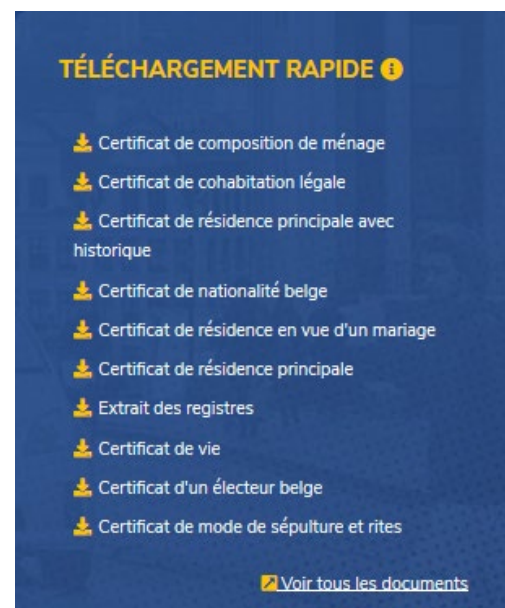 TÉLÉCHARGEMENT RAPIDE
Certificat de composition de ménage
Certificat de cohabitation légale
Certificat de résidence principale avec
historique
Certificat de nationalité belge
Certificat de résidence en vue d'un mariage
Certificat de résidence principale
Extrait des registres
Certificat de vie
Certificat d'un électeur belge
Certificat de mode de sépulture et rites
Voir tous les documents